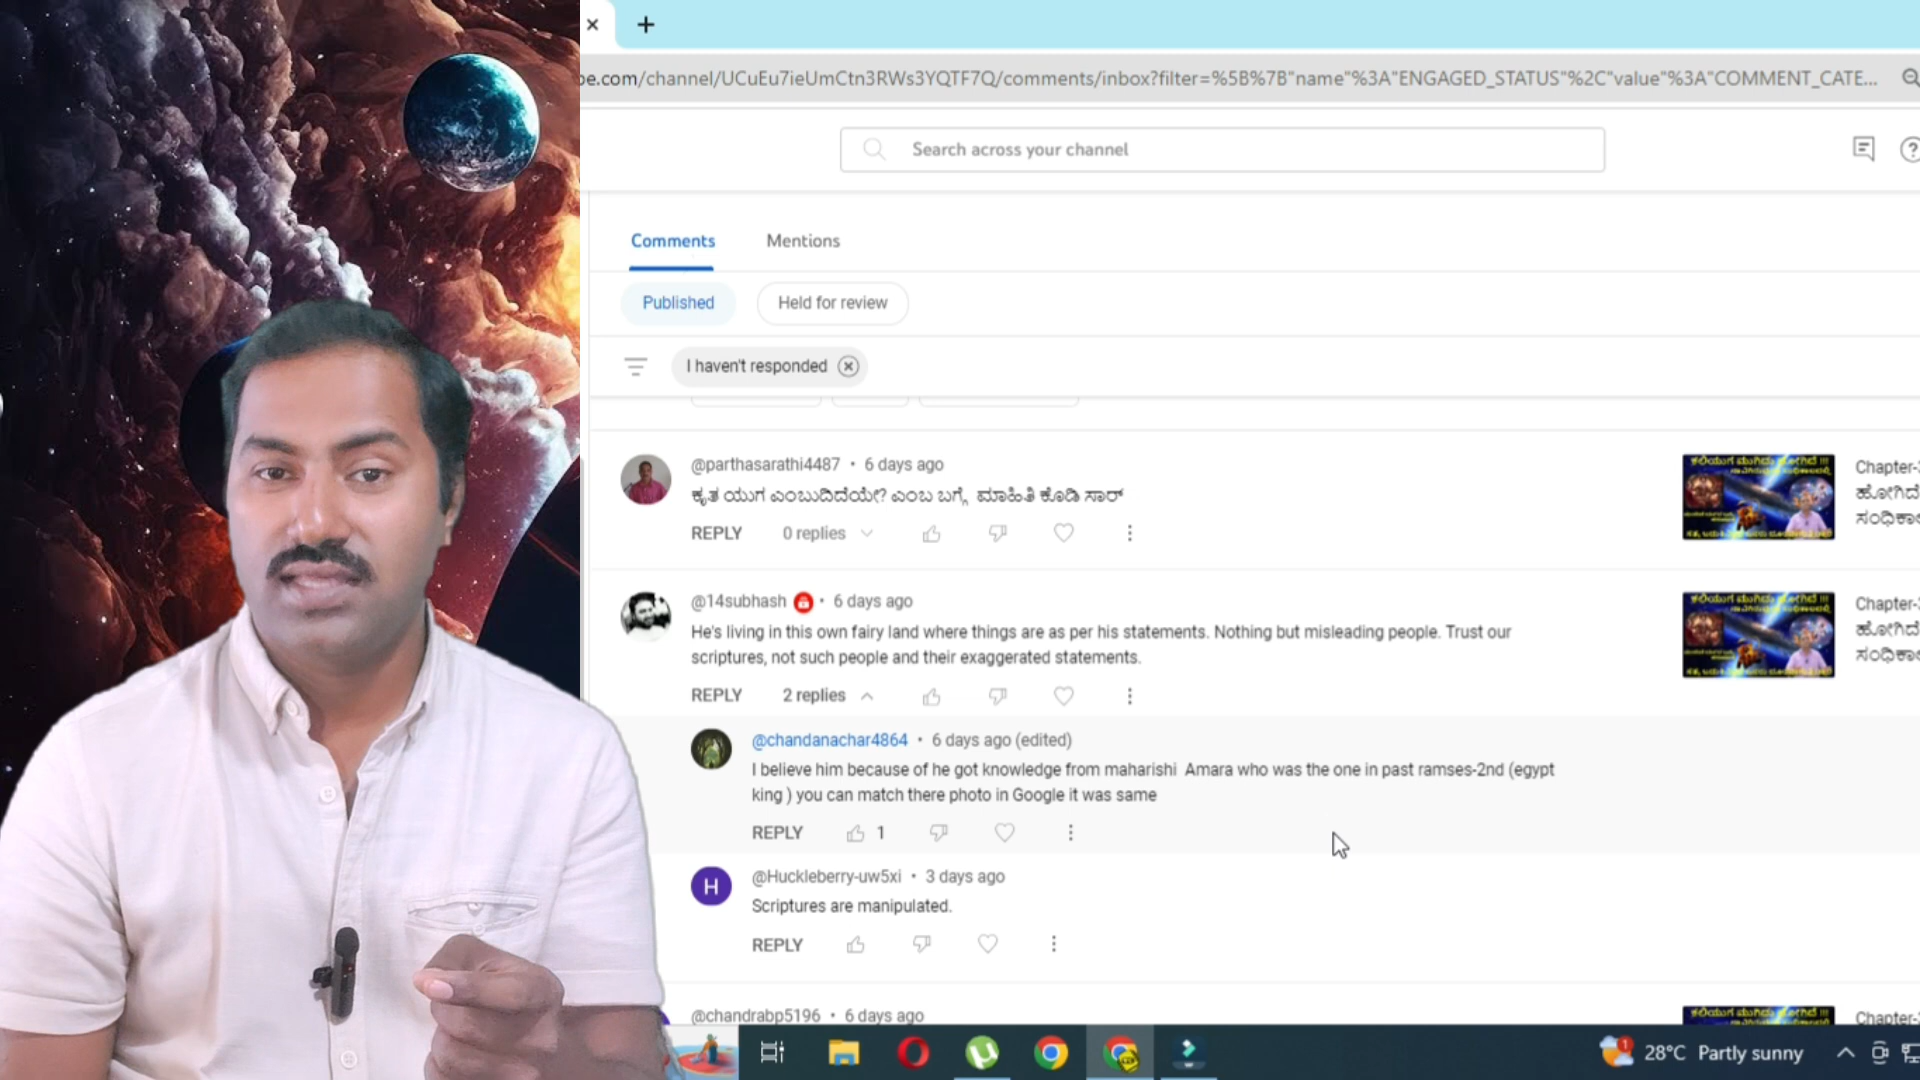 be.com/channel/UCuEu7ieUmCtn3RWs3YQTF7Q/comments/inbox?filter=%5B%7B"name"%3A"ENGAGED_STATUS"%2C"value"%3A"COMMENT_CATE...
Search across your channel
Comments
Mentions
Published
Held for review
I haven't responded
@parthasarathi4487 • 6 days ago
ಕೃತ ಯುಗ ಎಂಬುದಿದೆಯೇ? ಎಂಬ ಬಗ್ಗೆ ಮಾಹಿತಿ ಕೊಡಿ ಸಾರ್
REPLY 0 replies
ಕಲಿಯುಗ ಮುಗಿದು ಹೋಗಿದೆ !!!
Chapter-
ಹೋಗಿದೆ
@14subhash • 6 days ago
He's living in this own fairy land where things are as per his statements. Nothing but misleading people. Trust our
scriptures, not such people and their exaggerated statements.
REPLY 2 replies
ಕಲಿಯುಗ ಮುಗಿದು ಹೋಗಿದೆ !!!
Chapter-
ಹೋಗಿದೆ
@chandanachar4864 • 6 days ago (edited)
I believe him because of he got knowledge from maharishi Amara who was the one in past ramses-2nd (egypt
king ) you can match there photo in Google it was same
REPLY 1
H
@Huckleberry-uw5xi • 3 days ago
Scriptures are manipulated.
REPLY
@chandrabp5196 • 6 days ago
ಕಲಿಯುಗ ಮುಗಿದು ಹೋಗಿದೆ !!!
Chapter-
1
28°C Partly sunny